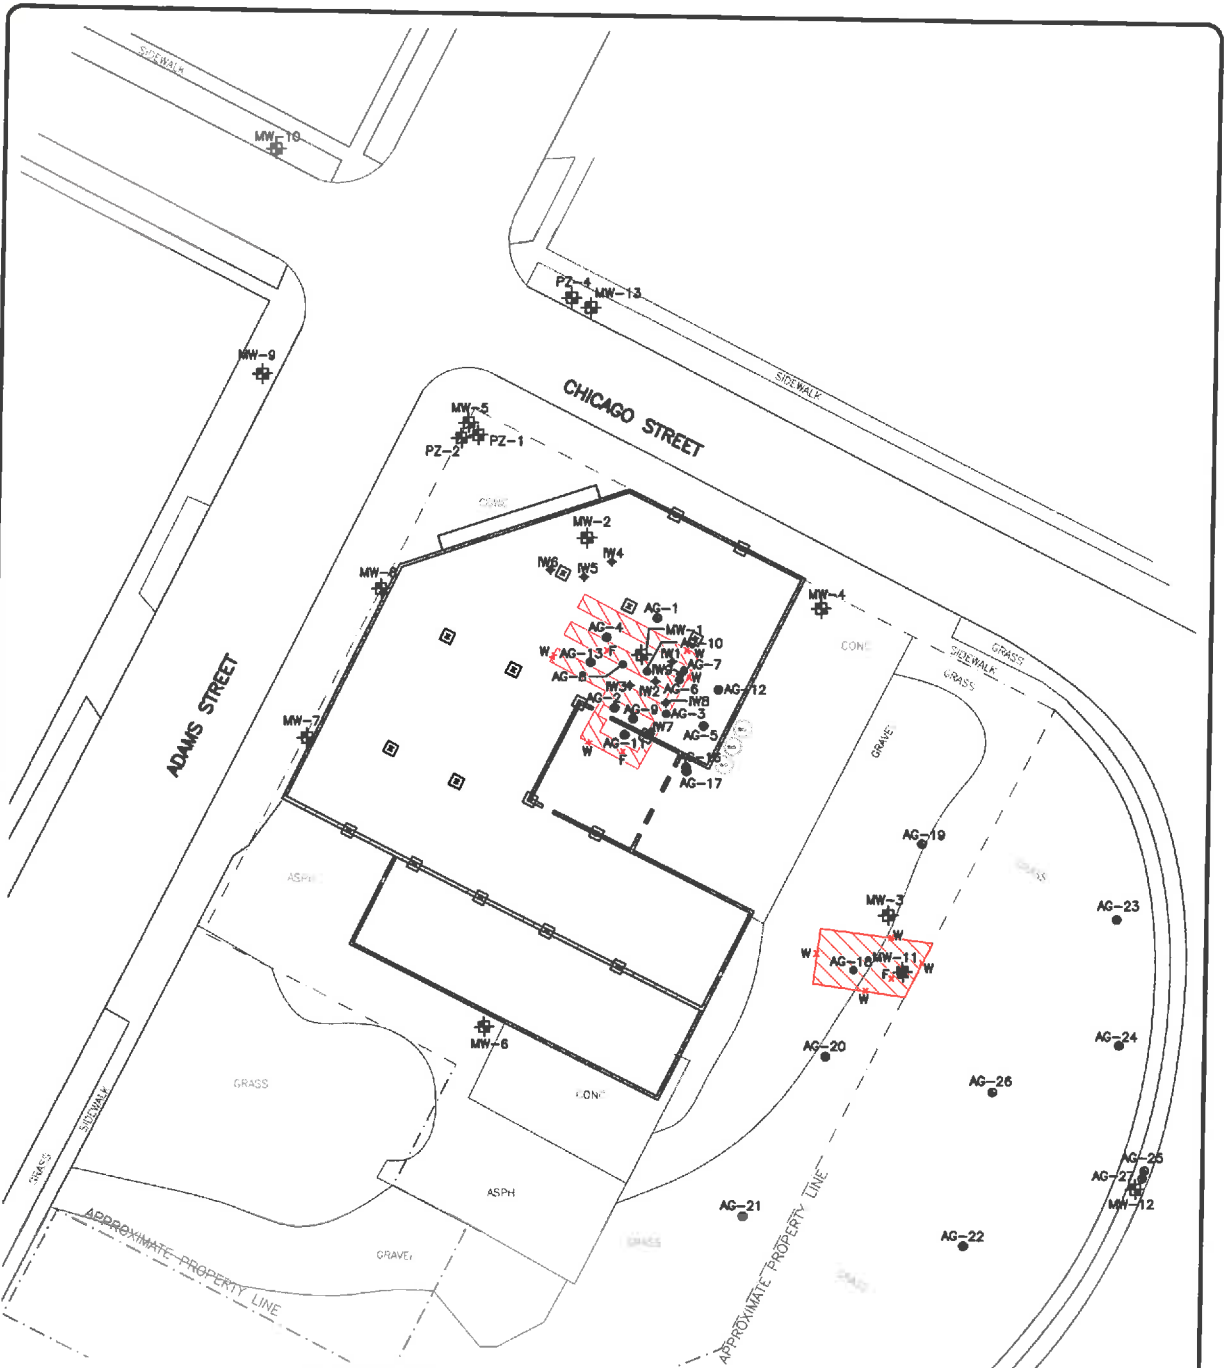 SIDEWALK
MW-10
PZ-4
MW-13
MW-9
SIDEWALK
CHICAGO STREET
MW-5
PZ-1
PZ-2
CONC
MW-2
IW4
IW6
IW5
MW-8
MW-4
AG-1
AG-4
MW-1
AG-10
CONC
GRASS
SIDEWALK
GRASS
W
AG-13
F
IW1
W
AG-7
AG-8
W
IW3
IW2
AG-6
AG-12
AG-2
IW8
AG-9
AG-3
IW7
AG-5
AG-11
W
F
AG-17
MW-7
ADAMS STREET
GRAVEL
AG-19
GRASS
ASPH
MW-3
AG-23
W
W
AG-18
MW-11
F
W
W
AG-20
AG-24
MW-6
AG-26
GRASS
CONC
SIDEWALK
GRASS
AG-25
AG-27
MW-12
ASPH
AG-21
AG-22
APPROXIMATE PROPERTY LINE
GRAVEL
GRASS
GRASS
APPROXIMATE PROPERTY LINE